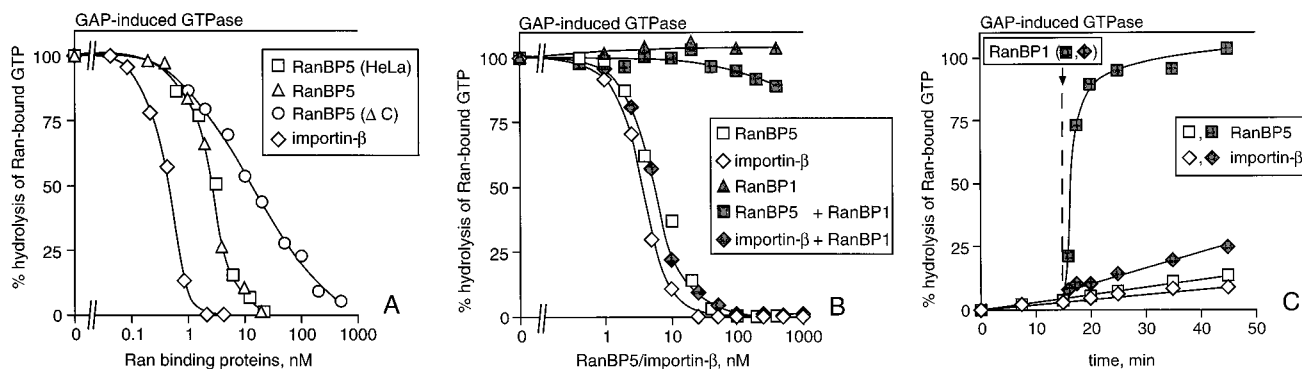 GAP-induced GTPase
% hydrolysis of Ran-bound GTP
100
75
50
25
0
RanBP5 (HeLa)
RanBP5
RanBP5 (Δ C)
importin-β
A
0 0.1 1 10 100 1000
Ran binding proteins, nM
GAP-induced GTPase
% hydrolysis of Ran-bound GTP
100
75
50
25
0
RanBP5
importin-β
RanBP1
RanBP5 + RanBP1
importin-β + RanBP1
B
0 1 10 100 1000
RanBP5/importin-β, nM
GAP-induced GTPase
RanBP1 ( , )
% hydrolysis of Ran-bound GTP
100
75
50
25
0
, RanBP5
, importin-β
C
0 10 20 30 40 50
time, min